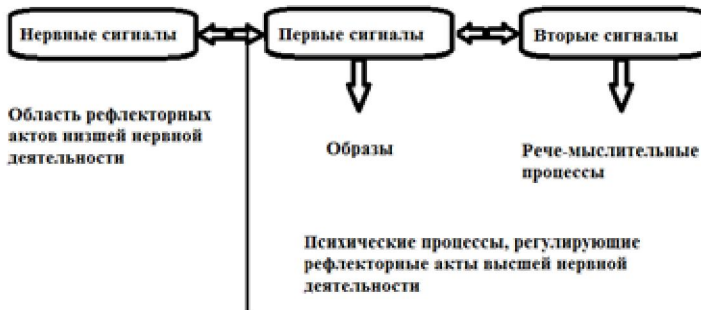 Нервные сигналы
Первые сигналы
Вторые сигналы
Область рефлекторных
актов низшей нервной
деятельности
Образы
Рече-мыслительные
процессы
Психические процессы, регулирующие
рефлекторные акты высшей нервной
деятельности